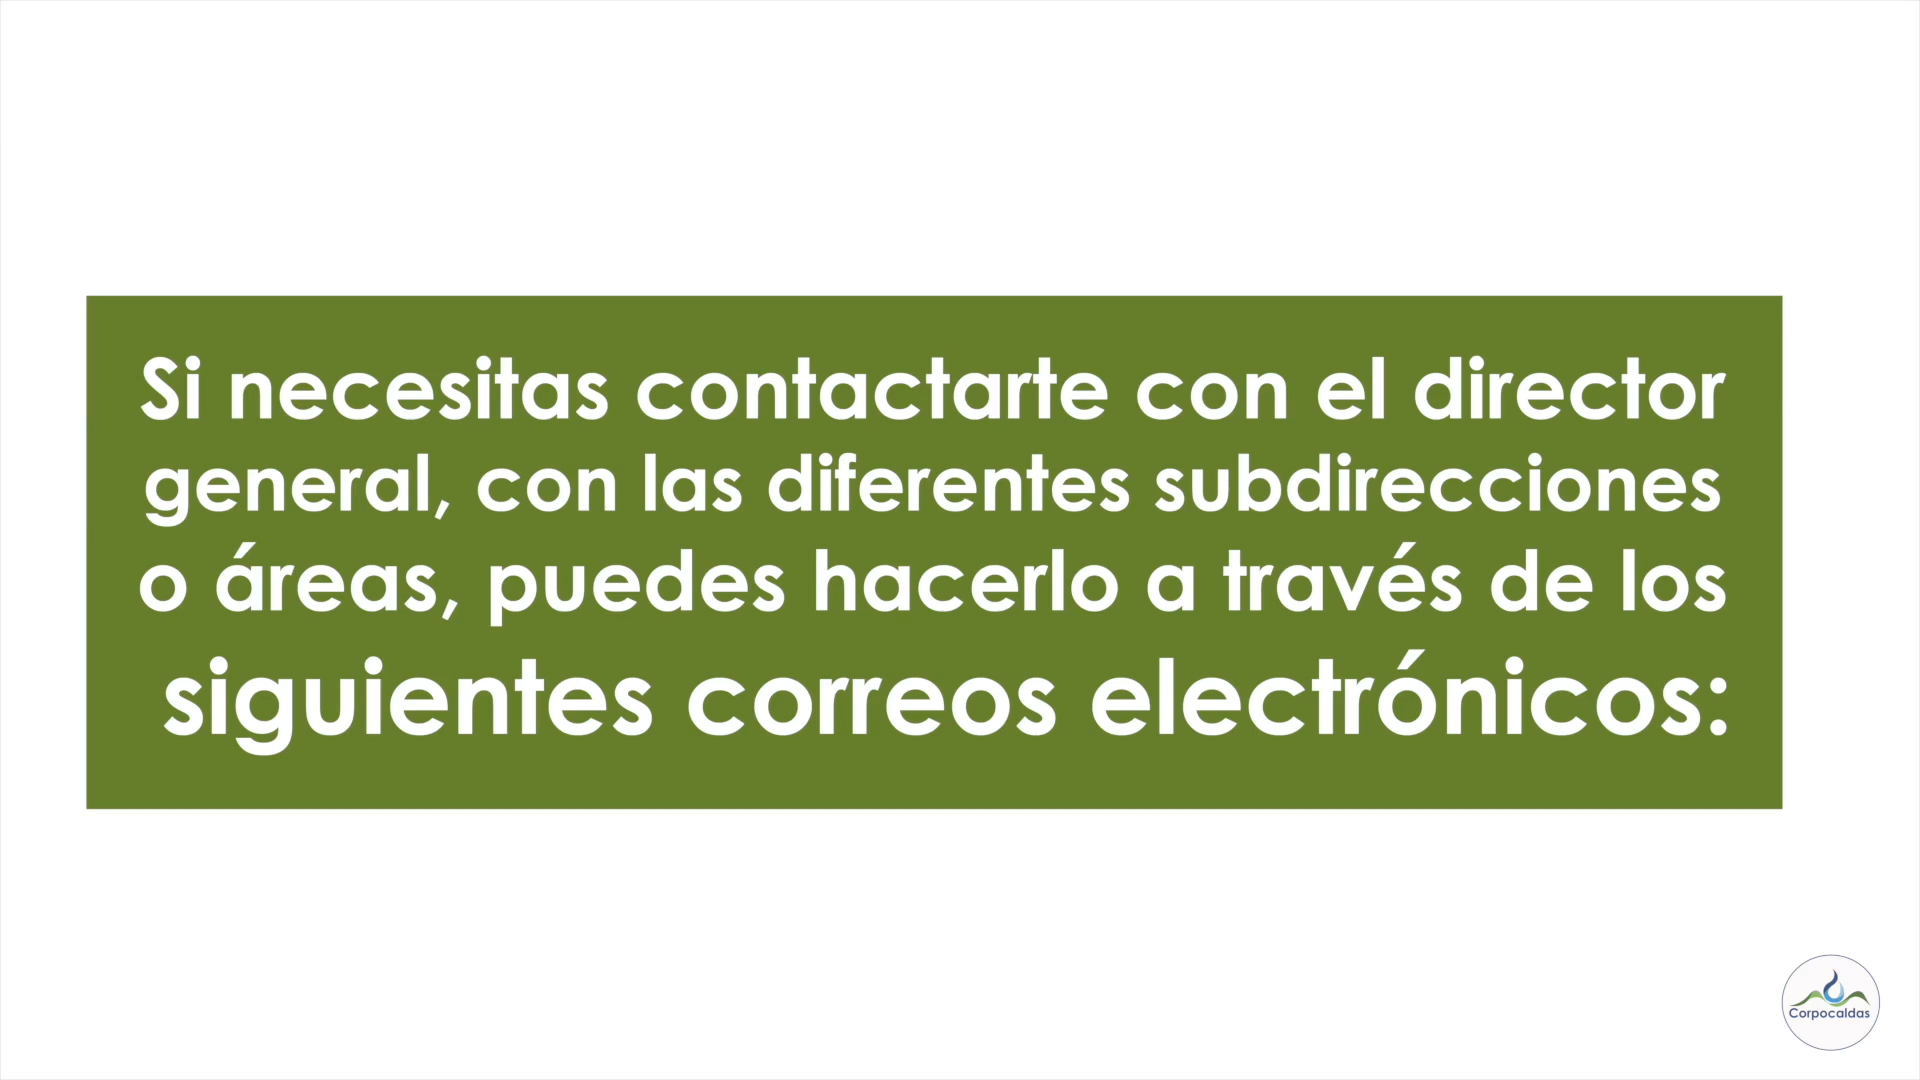 Si necesitas contactarte con el director
general, con las diferentes subdirecciones
o áreas, puedes hacerlo a través de los
siguientes correos electrónicos:
Corpocaldas